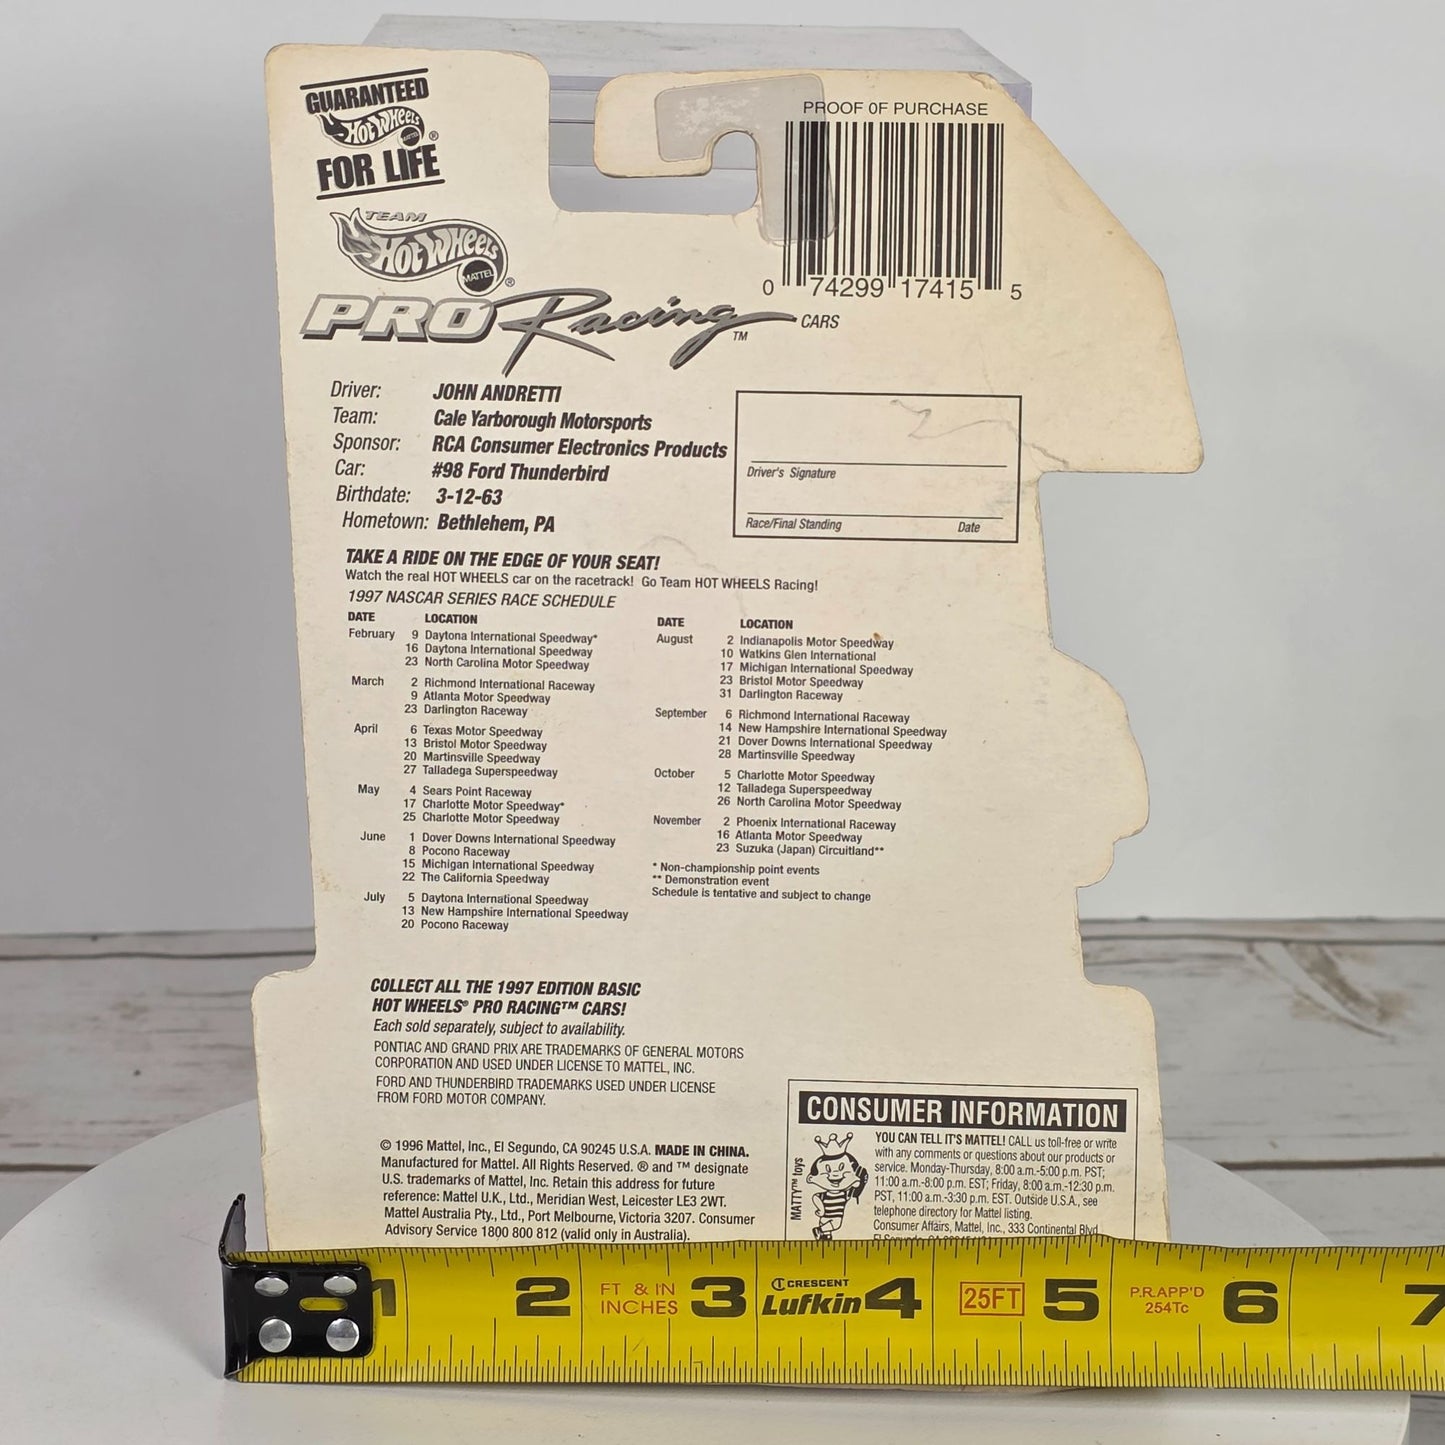 GUARANTEED
Hot Wheels
MATTEL
®
FOR LIFE
PROOF OF PURCHASE
0 74299 17415 5
TEAM
Hot Wheels
MATTEL
®
PRO Racing ™ CARS
Driver: JOHN ANDRETTI
Team: Cale Yarborough Motorsports
Sponsor: RCA Consumer Electronics Products
Car: #98 Ford Thunderbird
Birthdate: 3-12-63
Hometown: Bethlehem, PA
Driver's Signature
Race/Final Standing Date
TAKE A RIDE ON THE EDGE OF YOUR SEAT!
Watch the real HOT WHEELS car on the racetrack! Go Team HOT WHEELS Racing!
1997 NASCAR SERIES RACE SCHEDULE
DATE LOCATION
February 9 Daytona International Speedway*
16 Daytona International Speedway
23 North Carolina Motor Speedway
March 2 Richmond International Raceway
9 Atlanta Motor Speedway
23 Darlington Raceway
April 6 Texas Motor Speedway
13 Bristol Motor Speedway
20 Martinsville Speedway
27 Talladega Superspeedway
May 4 Sears Point Raceway
17 Charlotte Motor Speedway*
25 Charlotte Motor Speedway
June 1 Dover Downs International Speedway
8 Pocono Raceway
15 Michigan International Speedway
22 The California Speedway
July 5 Daytona International Speedway
13 New Hampshire International Speedway
20 Pocono Raceway
DATE LOCATION
August 2 Indianapolis Motor Speedway
10 Watkins Glen International
17 Michigan International Speedway
23 Bristol Motor Speedway
31 Darlington Raceway
September 6 Richmond International Raceway
14 New Hampshire International Speedway
21 Dover Downs International Speedway
28 Martinsville Speedway
October 5 Charlotte Motor Speedway
12 Talladega Superspeedway
26 North Carolina Motor Speedway
November 2 Phoenix International Raceway
16 Atlanta Motor Speedway
23 Suzuka (Japan) Circuitland**
* Non-championship point events
** Demonstration event
Schedule is tentative and subject to change
COLLECT ALL THE 1997 EDITION BASIC
HOT WHEELS® PRO RACING™ CARS!
Each sold separately, subject to availability.
PONTIAC AND GRAND PRIX ARE TRADEMARKS OF GENERAL MOTORS
CORPORATION AND USED UNDER LICENSE TO MATTEL, INC.
FORD AND THUNDERBIRD TRADEMARKS USED UNDER LICENSE
FROM FORD MOTOR COMPANY.
© 1996 Mattel, Inc., El Segundo, CA 90245 U.S.A. MADE IN CHINA.
Manufactured for Mattel. All Rights Reserved. ® and ™ designate
U.S. trademarks of Mattel, Inc. Retain this address for future
reference: Mattel U.K., Ltd., Meridian West, Leicester LE3 2WT.
Mattel Australia Pty., Ltd., Port Melbourne, Victoria 3207. Consumer
Advisory Service 1800 800 812 (valid only in Australia).
CONSUMER INFORMATION
MATTY™ toys
YOU CAN TELL IT'S MATTEL! CALL us toll-free or write
with any comments or questions about our products or
service. Monday-Thursday, 8:00 a.m.-5:00 p.m. PST;
11:00 a.m.-8:00 p.m. EST; Friday, 8:00 a.m.-12:30 p.m.
PST, 11:00 a.m.-3:30 p.m. EST. Outside U.S.A., see
telephone directory for Mattel listing.
Consumer Affairs, Mattel, Inc., 333 Continental Blvd
El Segundo, CA
1 2 FT & IN INCHES 3 CRESCENT Lufkin 4 25FT 5 P.R.APP'D 254Tc 6 7